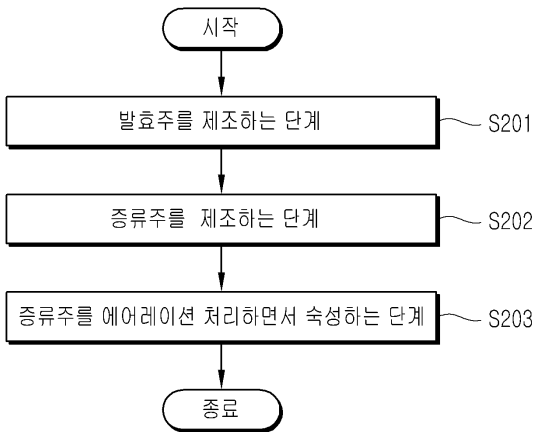 시작
발효주를 제조하는 단계
S201
증류주를 제조하는 단계
S202
증류주를 에어레이션 처리하면서 숙성하는 단계
S203
종료